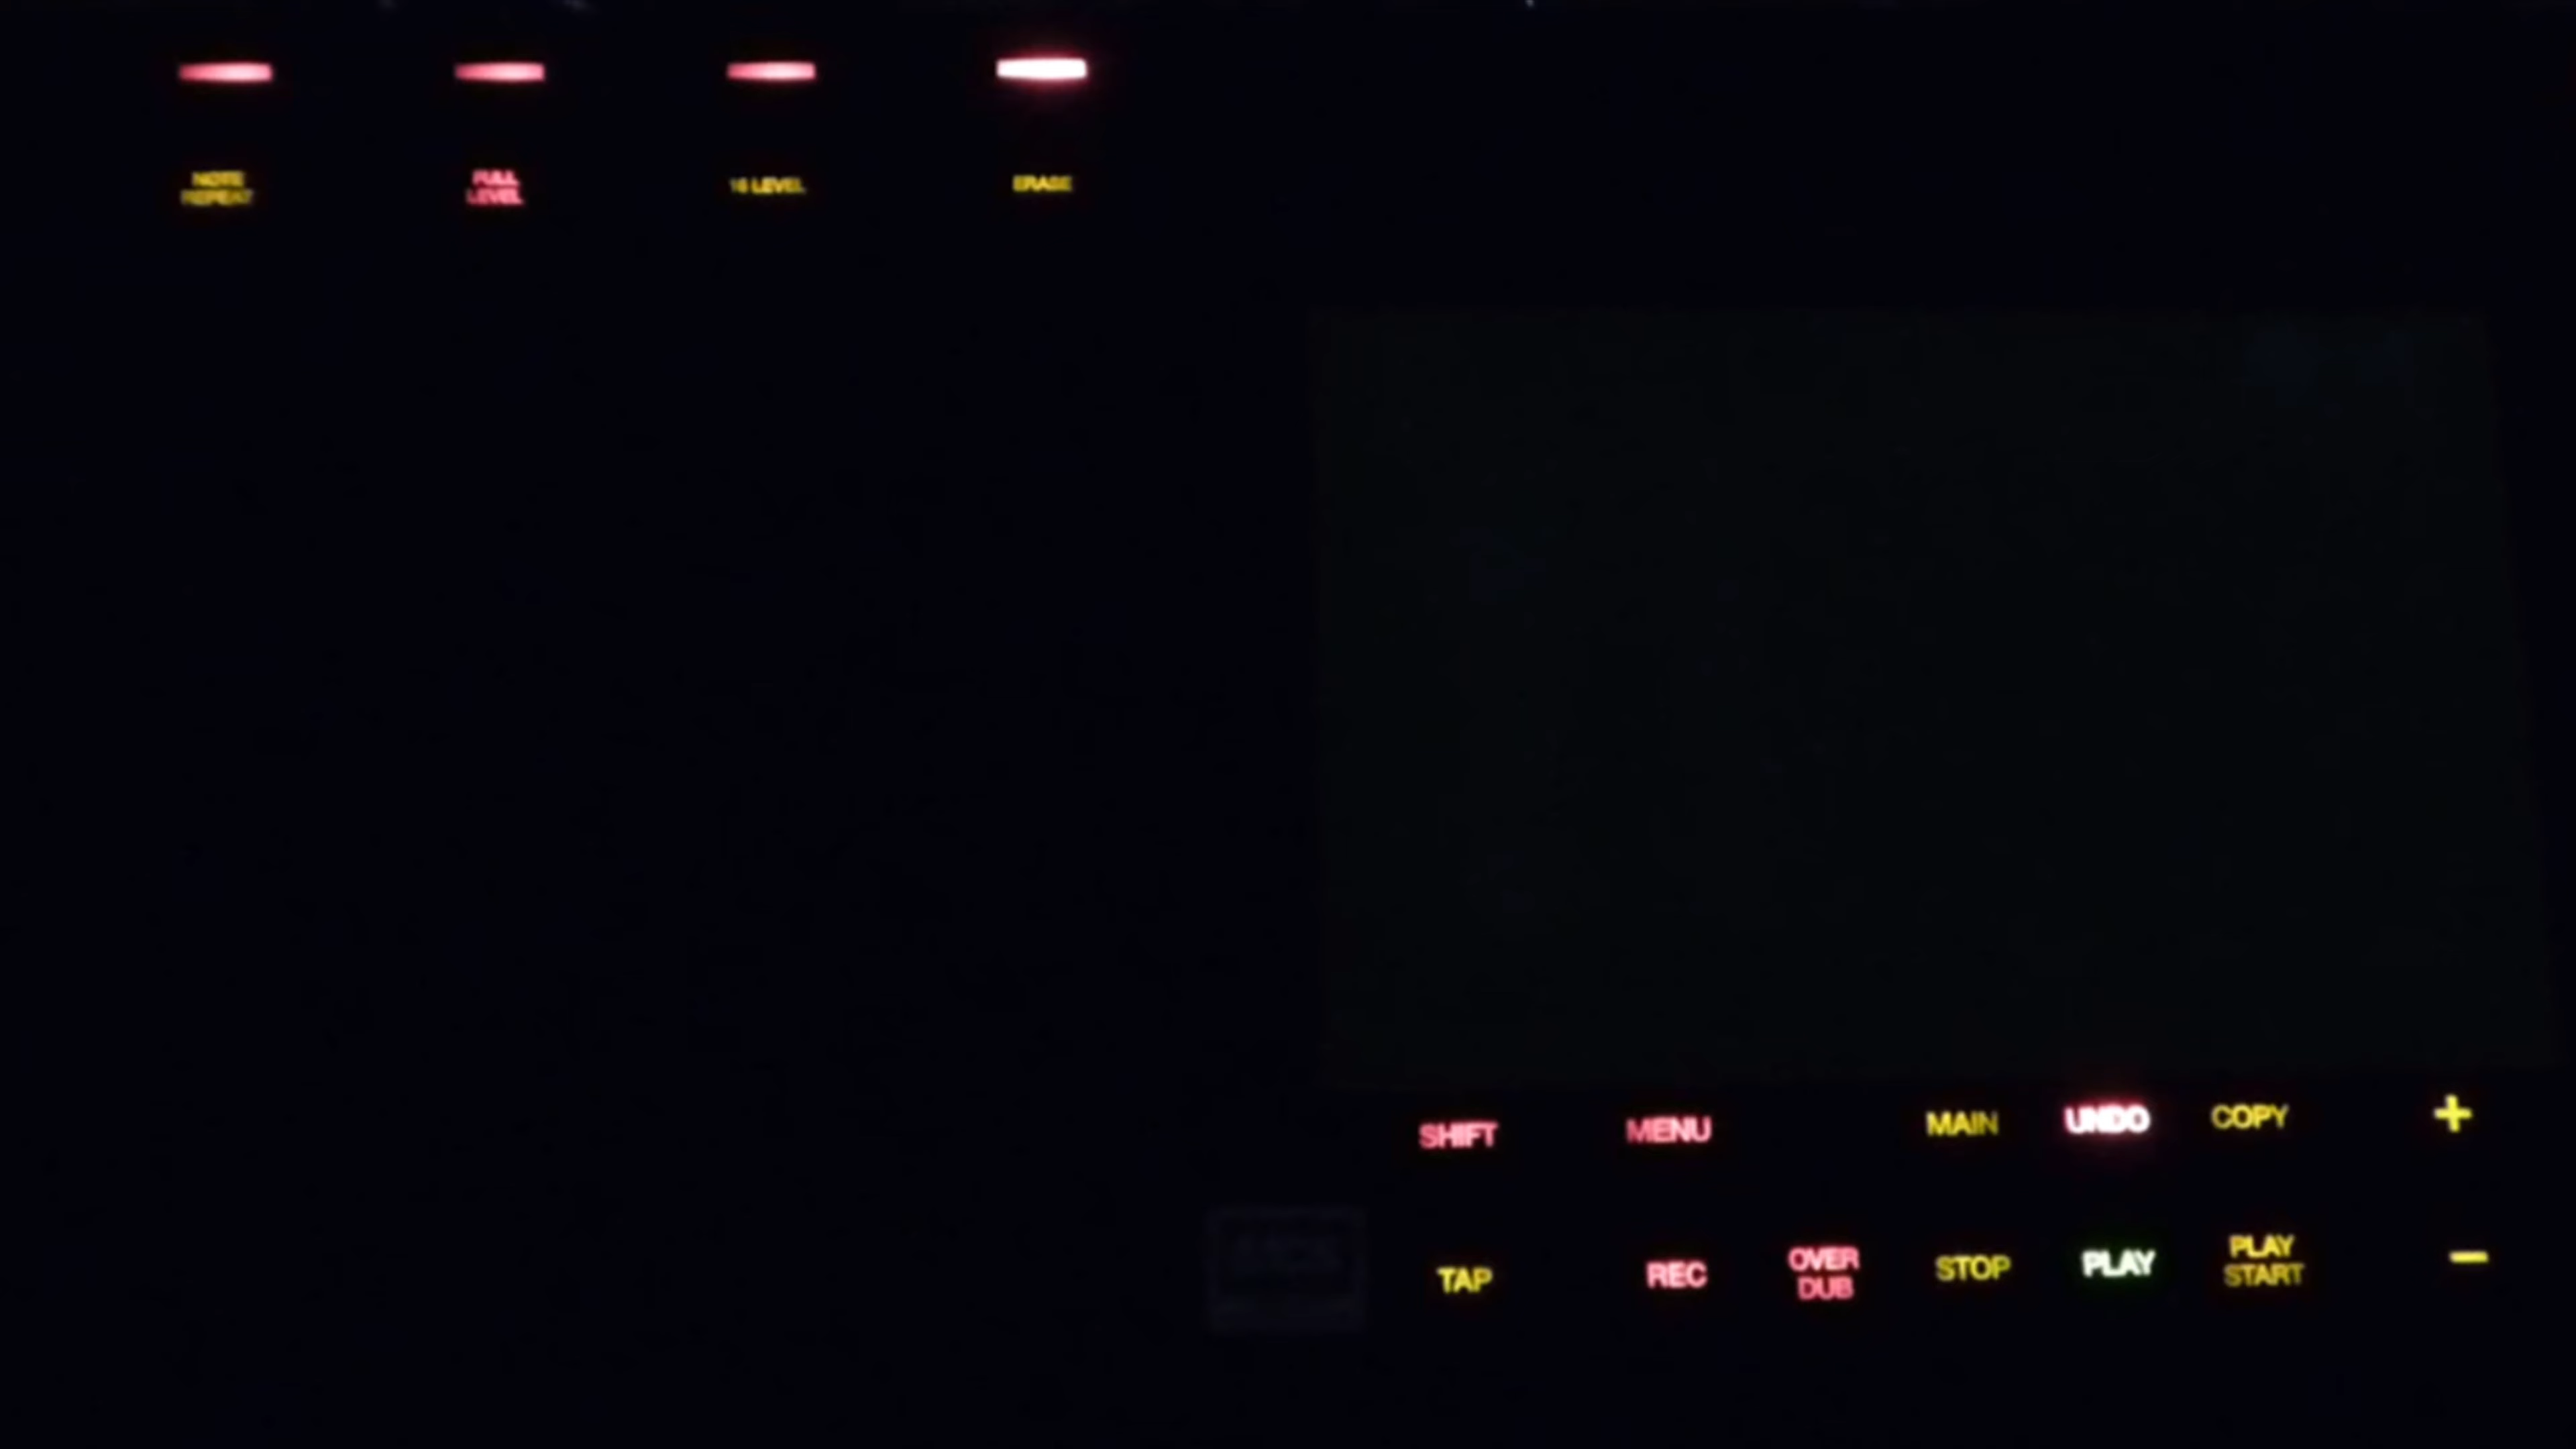 NOTE
REPEAT
FULL
LEVEL
16 LEVEL
ERASE
SHIFT
MENU
MAIN
UNDO
COPY
+
TAP
REC
OVER
DUB
STOP
PLAY
PLAY
START
−